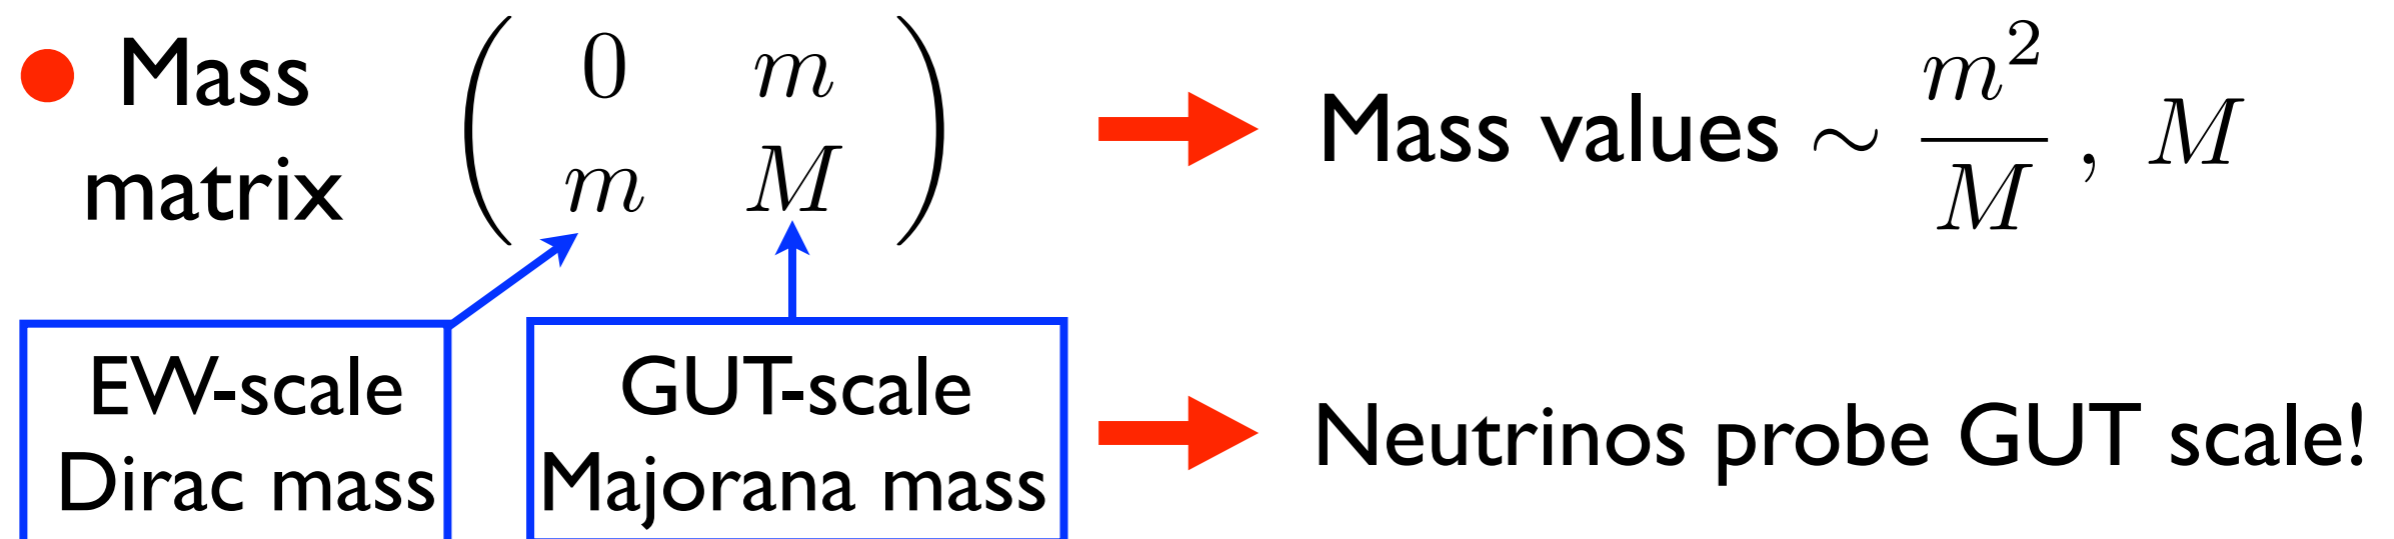 ● Mass matrix ( 0 m ; m M ) → Mass values ∼ m²/M , M
EW-scale
Dirac mass
GUT-scale
Majorana mass
→ Neutrinos probe GUT scale!